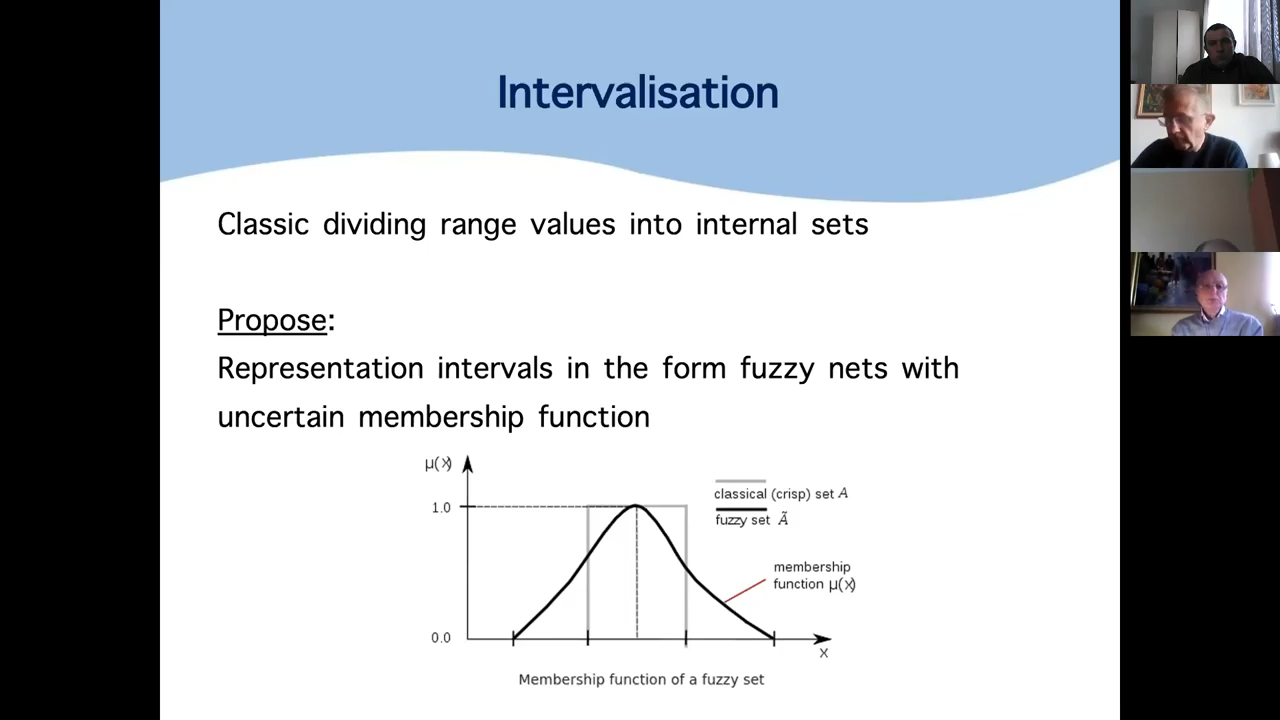 Intervalisation
Classic dividing range values into internal sets
Propose:
Representation intervals in the form fuzzy nets with
uncertain membership function
μ(x)
1.0
classical (crisp) set A
fuzzy set Ã
membership
function μ(x)
0.0
x
Membership function of a fuzzy set